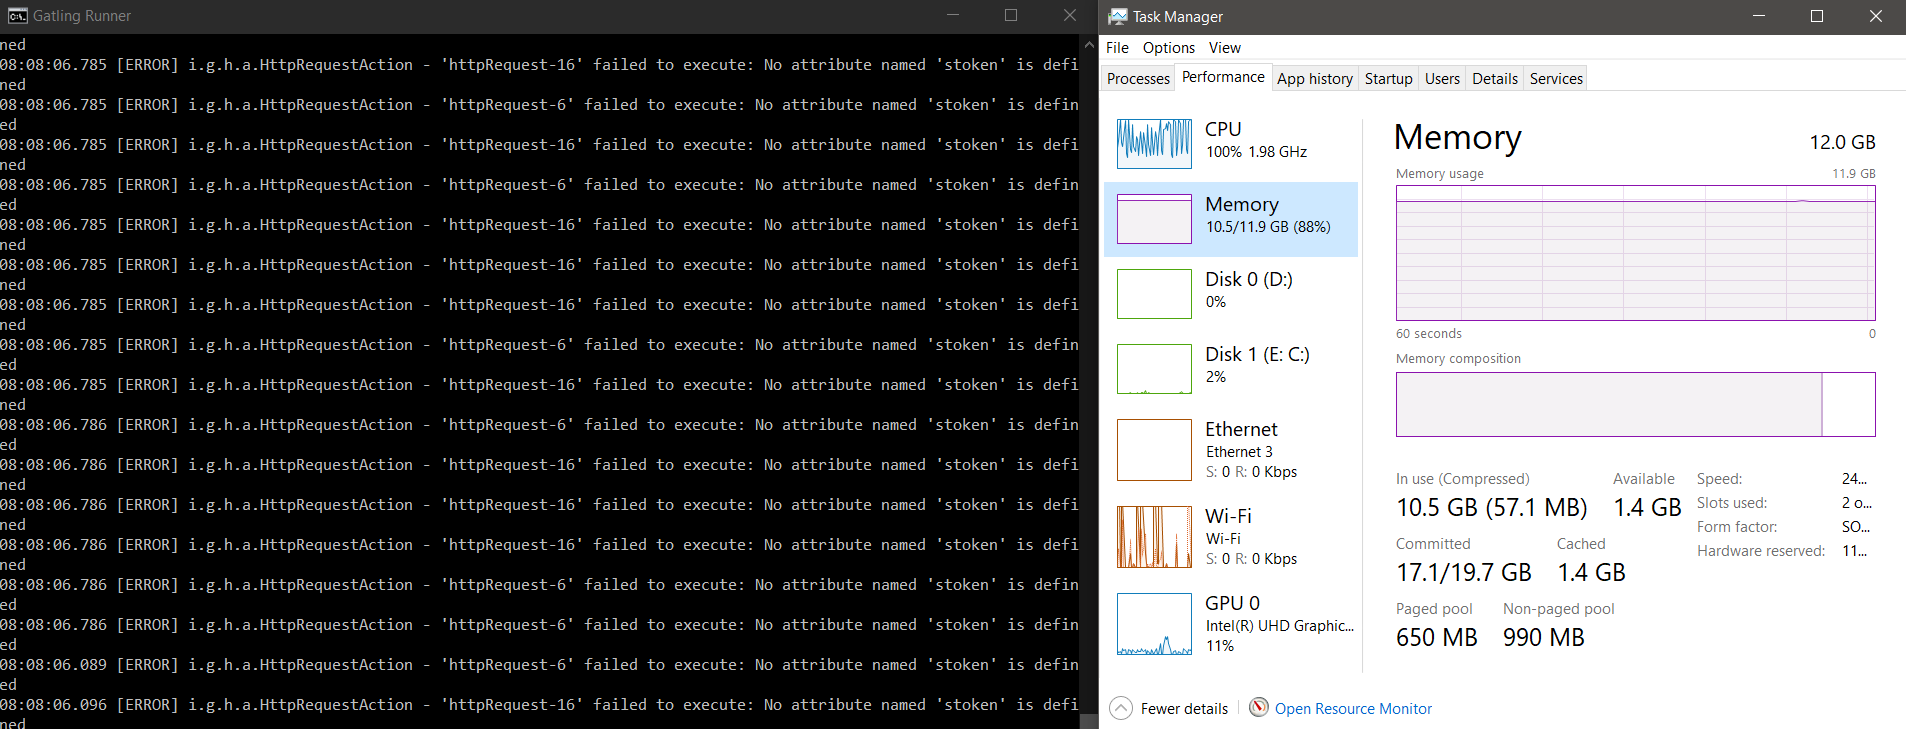 Gatling Runner
ned
08:08:06.785 [ERROR] i.g.h.a.HttpRequestAction - 'httpRequest-16' failed to execute: No attribute named 'stoken' is defi
ned
08:08:06.785 [ERROR] i.g.h.a.HttpRequestAction - 'httpRequest-6' failed to execute: No attribute named 'stoken' is defin
ed
08:08:06.785 [ERROR] i.g.h.a.HttpRequestAction - 'httpRequest-16' failed to execute: No attribute named 'stoken' is defi
ned
08:08:06.785 [ERROR] i.g.h.a.HttpRequestAction - 'httpRequest-6' failed to execute: No attribute named 'stoken' is defin
ed
08:08:06.785 [ERROR] i.g.h.a.HttpRequestAction - 'httpRequest-16' failed to execute: No attribute named 'stoken' is defi
ned
08:08:06.785 [ERROR] i.g.h.a.HttpRequestAction - 'httpRequest-16' failed to execute: No attribute named 'stoken' is defi
ned
08:08:06.785 [ERROR] i.g.h.a.HttpRequestAction - 'httpRequest-16' failed to execute: No attribute named 'stoken' is defi
ned
08:08:06.785 [ERROR] i.g.h.a.HttpRequestAction - 'httpRequest-6' failed to execute: No attribute named 'stoken' is defin
ed
08:08:06.785 [ERROR] i.g.h.a.HttpRequestAction - 'httpRequest-16' failed to execute: No attribute named 'stoken' is defi
ned
08:08:06.786 [ERROR] i.g.h.a.HttpRequestAction - 'httpRequest-6' failed to execute: No attribute named 'stoken' is defin
ed
08:08:06.786 [ERROR] i.g.h.a.HttpRequestAction - 'httpRequest-16' failed to execute: No attribute named 'stoken' is defi
ned
08:08:06.786 [ERROR] i.g.h.a.HttpRequestAction - 'httpRequest-16' failed to execute: No attribute named 'stoken' is defi
ned
08:08:06.786 [ERROR] i.g.h.a.HttpRequestAction - 'httpRequest-16' failed to execute: No attribute named 'stoken' is defi
ned
08:08:06.786 [ERROR] i.g.h.a.HttpRequestAction - 'httpRequest-6' failed to execute: No attribute named 'stoken' is defin
ed
08:08:06.786 [ERROR] i.g.h.a.HttpRequestAction - 'httpRequest-6' failed to execute: No attribute named 'stoken' is defin
ed
08:08:06.089 [ERROR] i.g.h.a.HttpRequestAction - 'httpRequest-6' failed to execute: No attribute named 'stoken' is defin
ed
08:08:06.096 [ERROR] i.g.h.a.HttpRequestAction - 'httpRequest-16' failed to execute: No attribute named 'stoken' is defi
ned
Task Manager
File Options View
Processes Performance App history Startup Users Details Services
CPU
100% 1.98 GHz
Memory
10.5/11.9 GB (88%)
Disk 0 (D:)
0%
Disk 1 (E: C:)
2%
Ethernet
Ethernet 3
S: 0 R: 0 Kbps
Wi-Fi
Wi-Fi
S: 0 R: 0 Kbps
GPU 0
Intel(R) UHD Graphic...
11%
Memory 12.0 GB
Memory usage 11.9 GB
60 seconds 0
Memory composition
In use (Compressed) Available
10.5 GB (57.1 MB) 1.4 GB
Committed Cached
17.1/19.7 GB 1.4 GB
Paged pool Non-paged pool
650 MB 990 MB
Speed: 24...
Slots used: 2 o...
Form factor: SO...
Hardware reserved: 11...
Fewer details Open Resource Monitor